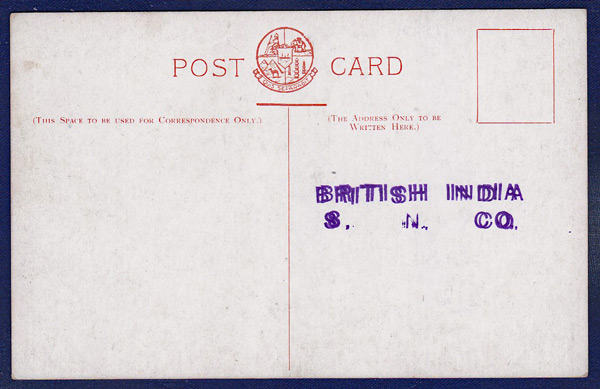 POST CARD
(THIS SPACE TO BE USED FOR CORRESPONDENCE ONLY.)
(THE ADDRESS ONLY TO BE
WRITTEN HERE.)
BRITISH INDIA
S. N. CO.